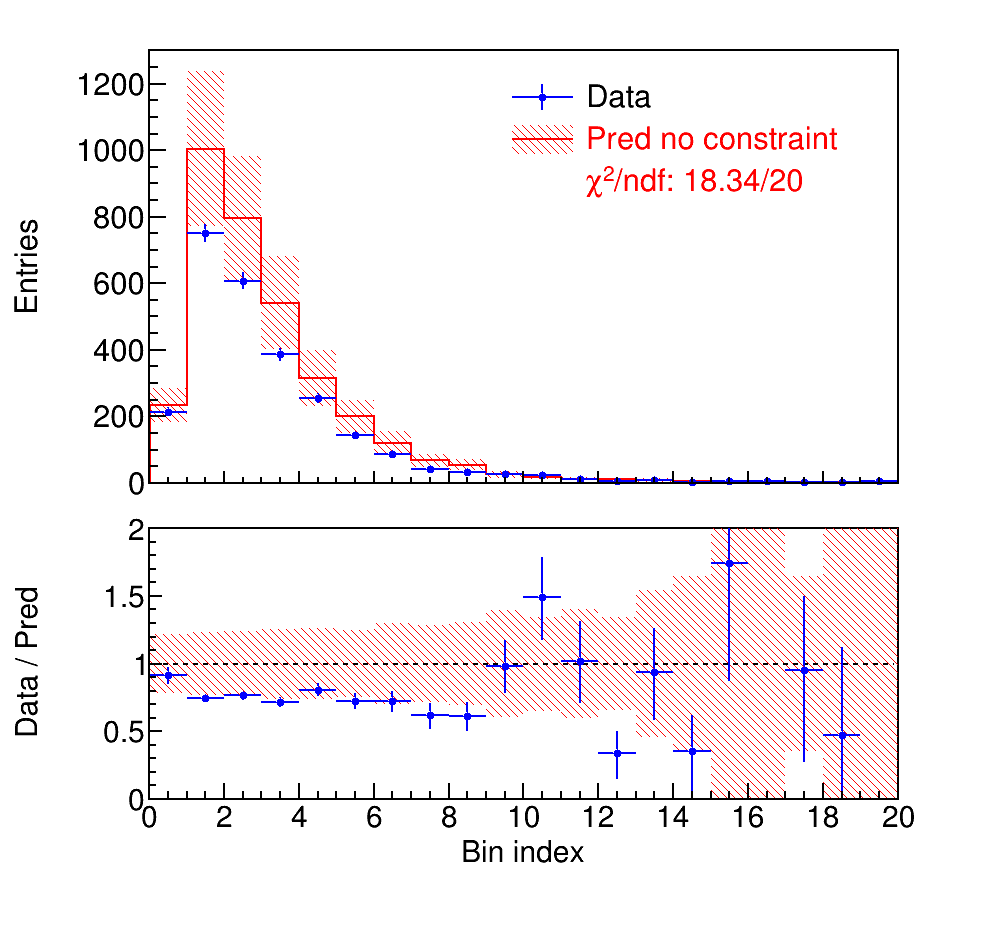 1200
1000
800
600
400
200
0
Entries
Data
Pred no constraint
χ²/ndf: 18.34/20
2
1.5
1
0.5
0
Data / Pred
0 2 4 6 8 10 12 14 16 18 20
Bin index